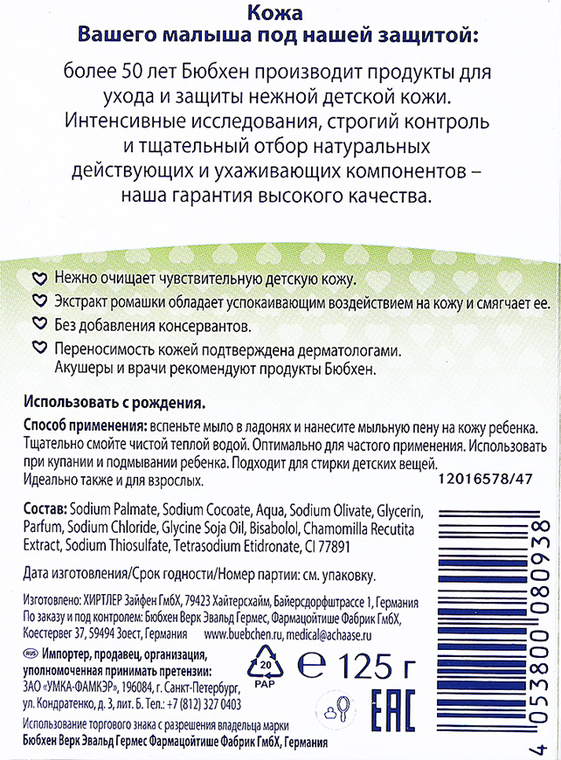 Кожа
Вашего малыша под нашей защитой:
более 50 лет Бюбхен производит продукты для
ухода и защиты нежной детской кожи.
Интенсивные исследования, строгий контроль
и тщательный отбор натуральных
действующих и ухаживающих компонентов –
наша гарантия высокого качества.
Нежно очищает чувствительную детскую кожу.
Экстракт ромашки обладает успокаивающим воздействием на кожу и смягчает ее.
Без добавления консервантов.
Переносимость кожей подтверждена дерматологами.
Акушеры и врачи рекомендуют продукты Бюбхен.
Использовать с рождения.
Способ применения: вспеньте мыло в ладонях и нанесите мыльную пену на кожу ребенка.
Тщательно смойте чистой теплой водой. Оптимально для частого применения. Использовать
при купании и подмывании ребенка. Подходит для стирки детских вещей.
Идеально также и для взрослых.
12016578/47
Состав: Sodium Palmate, Sodium Cocoate, Aqua, Sodium Olivate, Glycerin,
Parfum, Sodium Chloride, Glycine Soja Oil, Bisabolol, Chamomilla Recutita
Extract, Sodium Thiosulfate, Tetrasodium Etidronate, CI 77891
Дата изготовления/Срок годности/Номер партии: см. упаковку.
Изготовлено: ХИРТЛЕР Зайфен ГмбХ, 79423 Хайтерсхайм, Байерсдорфштрассе 1, Германия
По заказу и под контролем: Бюбхен Верк Эвальд Гермес, Фармацойтише Фабрик ГмбХ,
Коестервег 37, 59494 Зоест, Германия www.buebchen.ru, medical@achaase.ru
RUS Импортер, продавец, организация,
уполномоченная принимать претензии:
ЗАО «УМКА-ФАМКЭР», 196084, г. Санкт-Петербург,
ул. Кондратенко, д. 3, лит. Б. Тел.: +7 (812) 327 0403
Использование торгового знака с разрешения владельца марки
Бюбхен Верк Эвальд Гермес Фармацойтише Фабрик ГмбХ, Германия
20
PAP
℮ 125 г
EAC
4 053800 080938